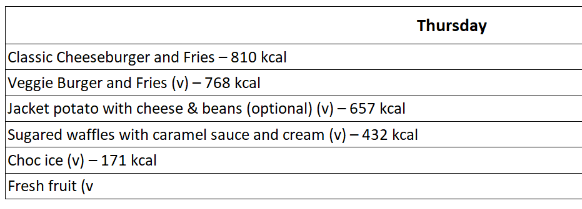 Thursday
Classic Cheeseburger and Fries – 810 kcal
Veggie Burger and Fries (v) – 768 kcal
Jacket potato with cheese & beans (optional) (v) – 657 kcal
Sugared waffles with caramel sauce and cream (v) – 432 kcal
Choc ice (v) – 171 kcal
Fresh fruit (v